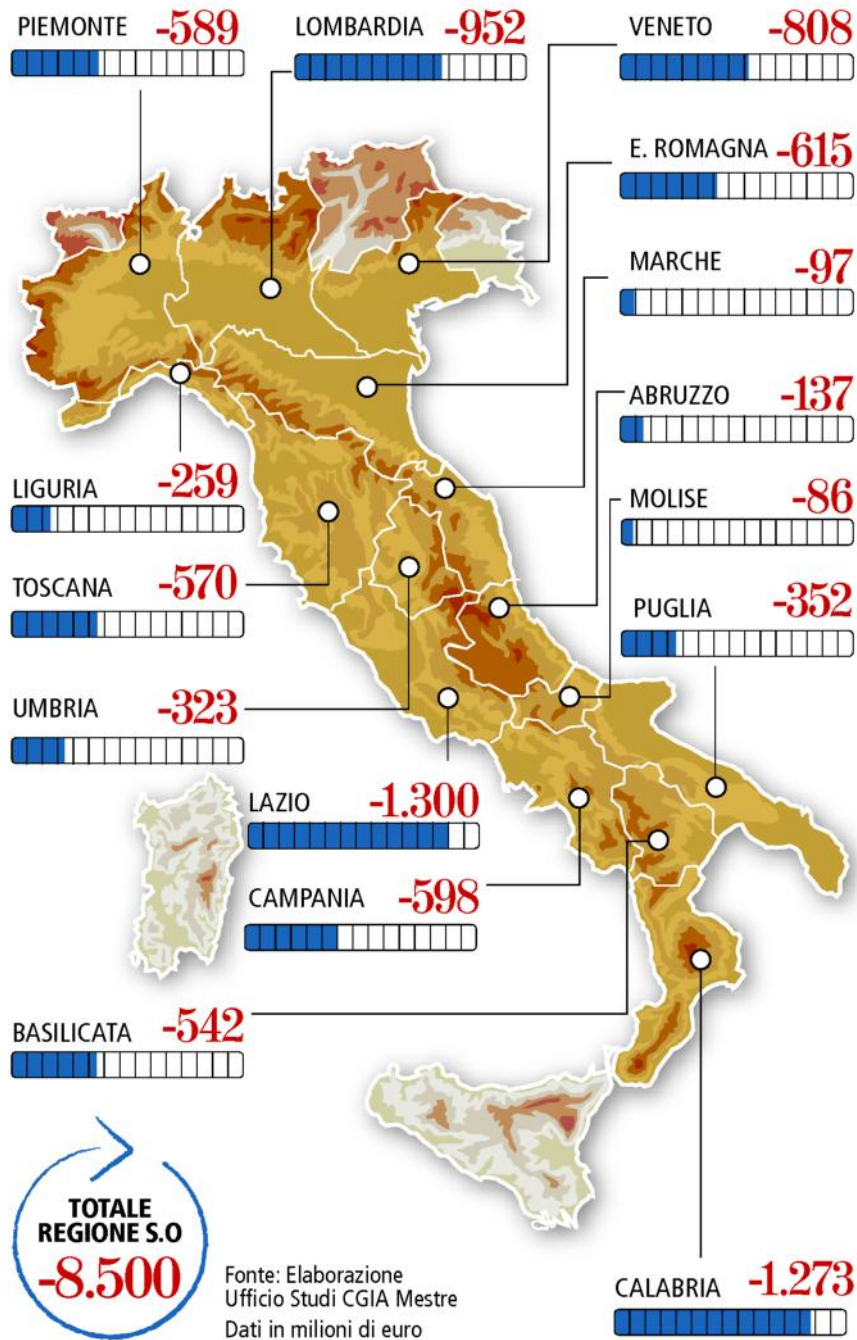 PIEMONTE -589
LOMBARDIA -952
VENETO -808
E. ROMAGNA -615
MARCHE -97
ABRUZZO -137
LIGURIA -259
MOLISE -86
TOSCANA -570
PUGLIA -352
UMBRIA -323
LAZIO -1.300
CAMPANIA -598
BASILICATA -542
TOTALE
REGIONE S.O
-8.500
Fonte: Elaborazione
Ufficio Studi CGIA Mestre
Dati in milioni di euro
CALABRIA -1.273